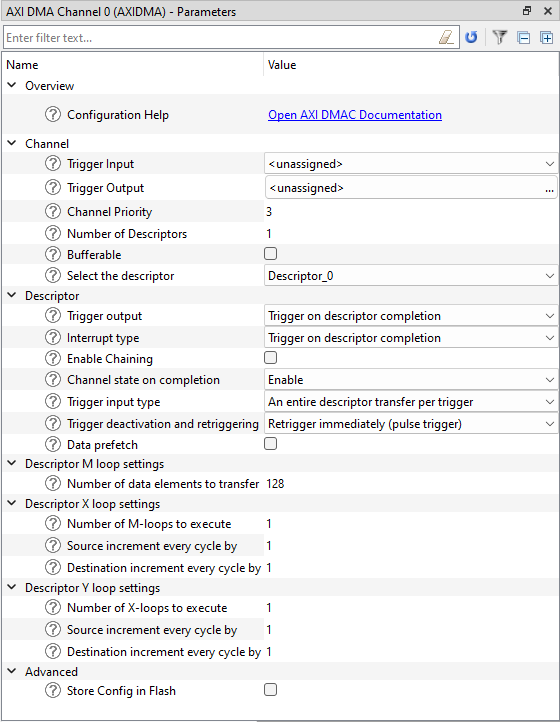 AXI DMA Channel 0 (AXIDMA) - Parameters
Enter filter text...
Name Value
Overview
Configuration Help Open AXI DMAC Documentation
Channel
Trigger Input <unassigned>
Trigger Output <unassigned> ...
Channel Priority 3
Number of Descriptors 1
Bufferable
Select the descriptor Descriptor_0
Descriptor
Trigger output Trigger on descriptor completion
Interrupt type Trigger on descriptor completion
Enable Chaining
Channel state on completion Enable
Trigger input type An entire descriptor transfer per trigger
Trigger deactivation and retriggering Retrigger immediately (pulse trigger)
Data prefetch
Descriptor M loop settings
Number of data elements to transfer 128
Descriptor X loop settings
Number of M-loops to execute 1
Source increment every cycle by 1
Destination increment every cycle by 1
Descriptor Y loop settings
Number of X-loops to execute 1
Source increment every cycle by 1
Destination increment every cycle by 1
Advanced
Store Config in Flash